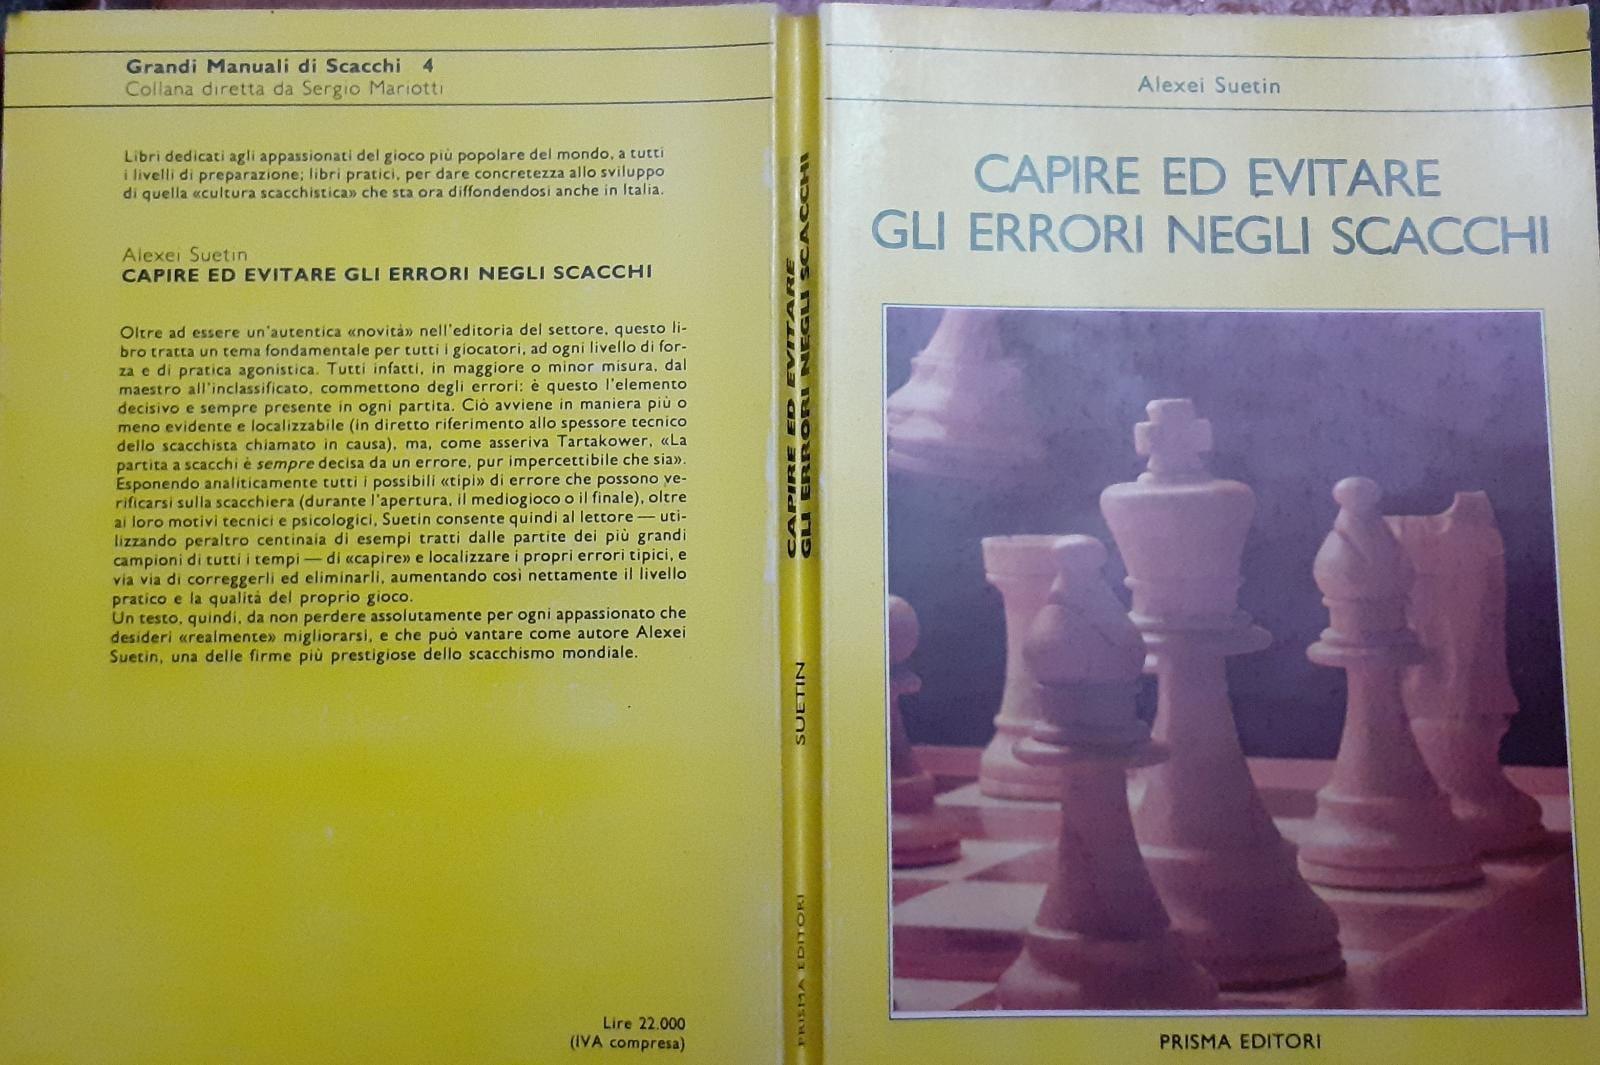 Grandi Manuali di Scacchi 4
Collana diretta da Sergio Mariotti
Libri dedicati agli appassionati del gioco più popolare del mondo, a tutti
i livelli di preparazione; libri pratici, per dare concretezza allo sviluppo
di quella «cultura scacchistica» che sta ora diffondendosi anche in Italia.
Alexei Suetin
CAPIRE ED EVITARE GLI ERRORI NEGLI SCACCHI
Oltre ad essere un'autentica «novità» nell'editoria del settore, questo li-
bro tratta un tema fondamentale per tutti i giocatori, ad ogni livello di for-
za e di pratica agonistica. Tutti infatti, in maggiore o minor misura, dal
maestro all'inclassificato, commettono degli errori: è questo l'elemento
decisivo e sempre presente in ogni partita. Ciò avviene in maniera più o
meno evidente e localizzabile (in diretto riferimento allo spessore tecnico
dello scacchista chiamato in causa), ma, come asseriva Tartakower, «La
partita a scacchi è sempre decisa da un errore, pur impercettibile che sia».
Esponendo analiticamente tutti i possibili «tipi» di errore che possono ve-
rificarsi sulla scacchiera (durante l'apertura, il mediogioco o il finale), oltre
ai loro motivi tecnici e psicologici, Suetin consente quindi al lettore — uti-
lizzando peraltro centinaia di esempi tratti dalle partite dei più grandi
campioni di tutti i tempi — di «capire» e localizzare i propri errori tipici, e
via via di correggerli ed eliminarli, aumentando così nettamente il livello
pratico e la qualità del proprio gioco.
Un testo, quindi, da non perdere assolutamente per ogni appassionato che
desideri «realmente» migliorarsi, e che può vantare come autore Alexei
Suetin, una delle firme più prestigiose dello scacchismo mondiale.
Lire 22.000
(IVA compresa)
CAPIRE ED EVITARE
GLI ERRORI NEGLI SCACCHI
SUETIN
PRISMA EDITORI
Alexei Suetin
CAPIRE ED EVITARE
GLI ERRORI NEGLI SCACCHI
PRISMA EDITORI